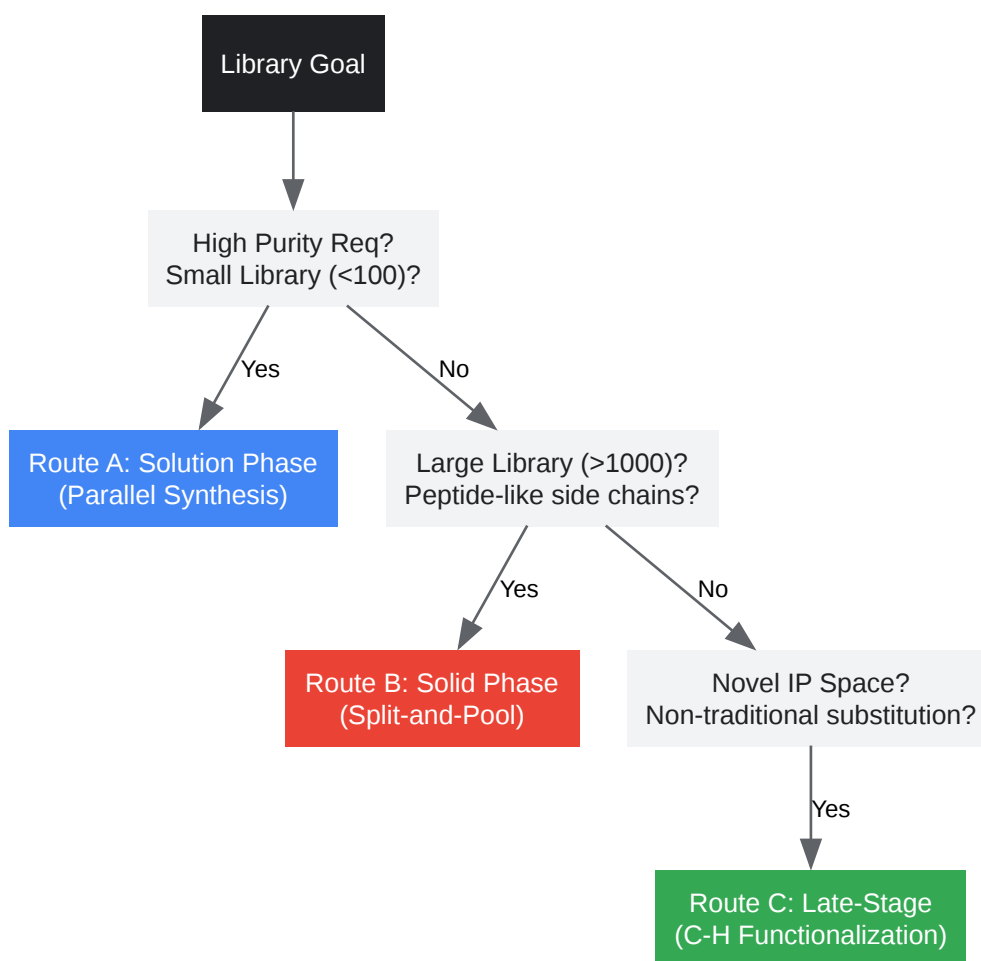 Library Goal
High Purity Req?
Small Library (<100)?
Yes
No
Route A: Solution Phase
(Parallel Synthesis)
Large Library (>1000)?
Peptide-like side chains?
Yes
No
Route B: Solid Phase
(Split-and-Pool)
Novel IP Space?
Non-traditional substitution?
Yes
Route C: Late-Stage
(C-H Functionalization)